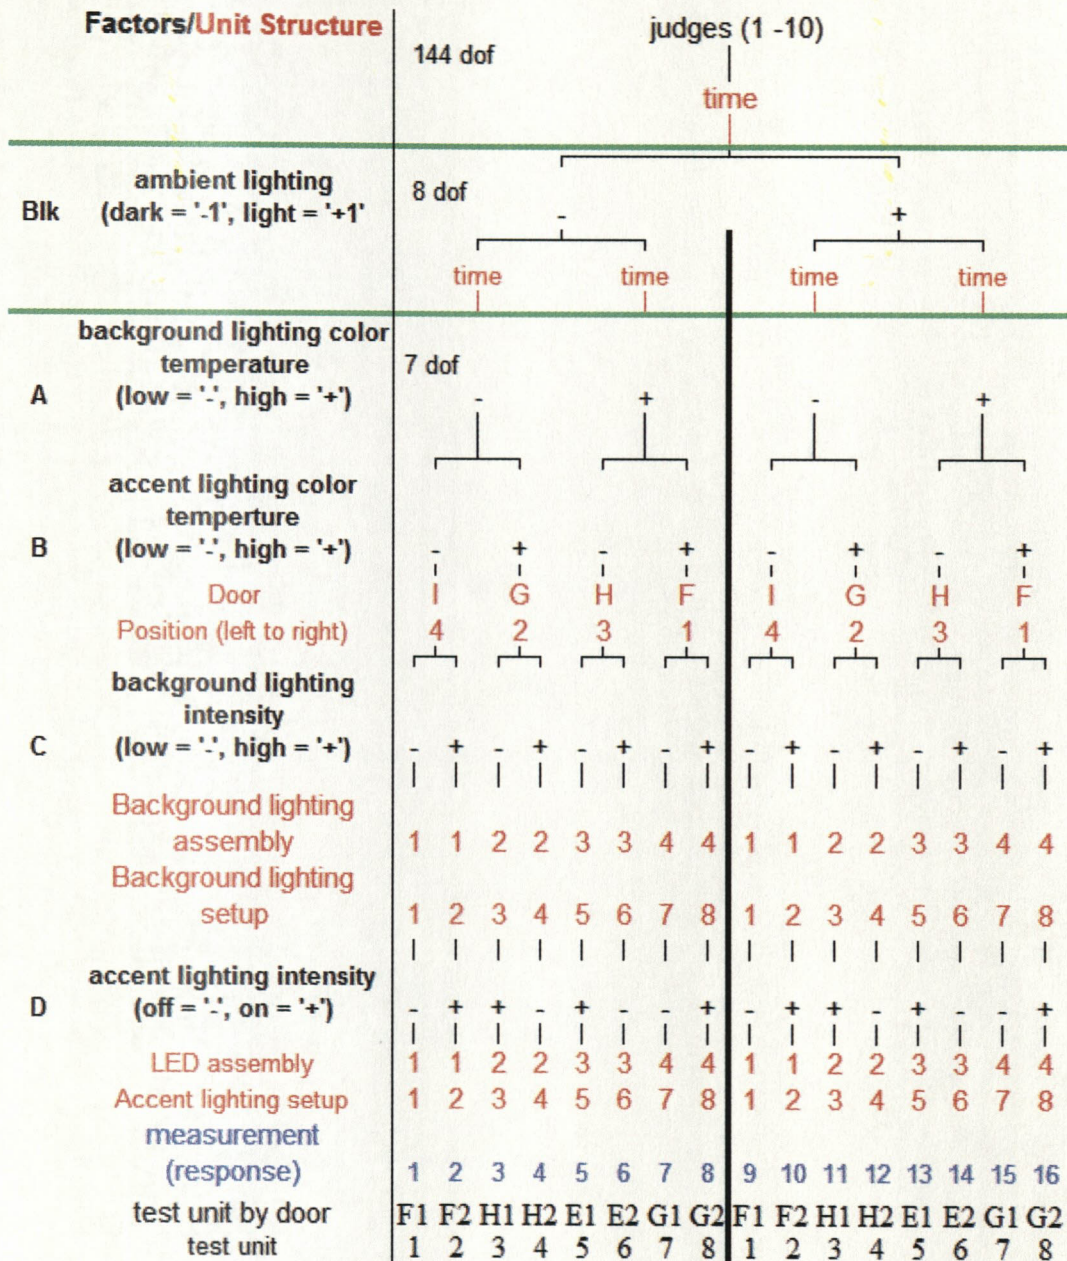 Factors/Unit Structure
144 dof
judges (1 -10)
time
ambient lighting
Blk (dark = '-1', light = '+1'
8 dof
- +
time time time time
background lighting color
temperature
7 dof
A (low = '-', high = '+')
- + - +
accent lighting color
temperture
B (low = '-', high = '+')
- + - + - + - +
Door I G H F I G H F
Position (left to right) 4 2 3 1 4 2 3 1
background lighting
intensity
C (low = '-', high = '+') - + - + - + - + - + - + - + - +
Background lighting
assembly 1 1 2 2 3 3 4 4 1 1 2 2 3 3 4 4
Background lighting
setup 1 2 3 4 5 6 7 8 1 2 3 4 5 6 7 8
accent lighting intensity
D (off = '-', on = '+') - + + - + - - + - + + - + - - +
LED assembly 1 1 2 2 3 3 4 4 1 1 2 2 3 3 4 4
Accent lighting setup 1 2 3 4 5 6 7 8 1 2 3 4 5 6 7 8
measurement
(response) 1 2 3 4 5 6 7 8 9 10 11 12 13 14 15 16
test unit by door F1 F2 H1 H2 E1 E2 G1 G2 F1 F2 H1 H2 E1 E2 G1 G2
test unit 1 2 3 4 5 6 7 8 1 2 3 4 5 6 7 8